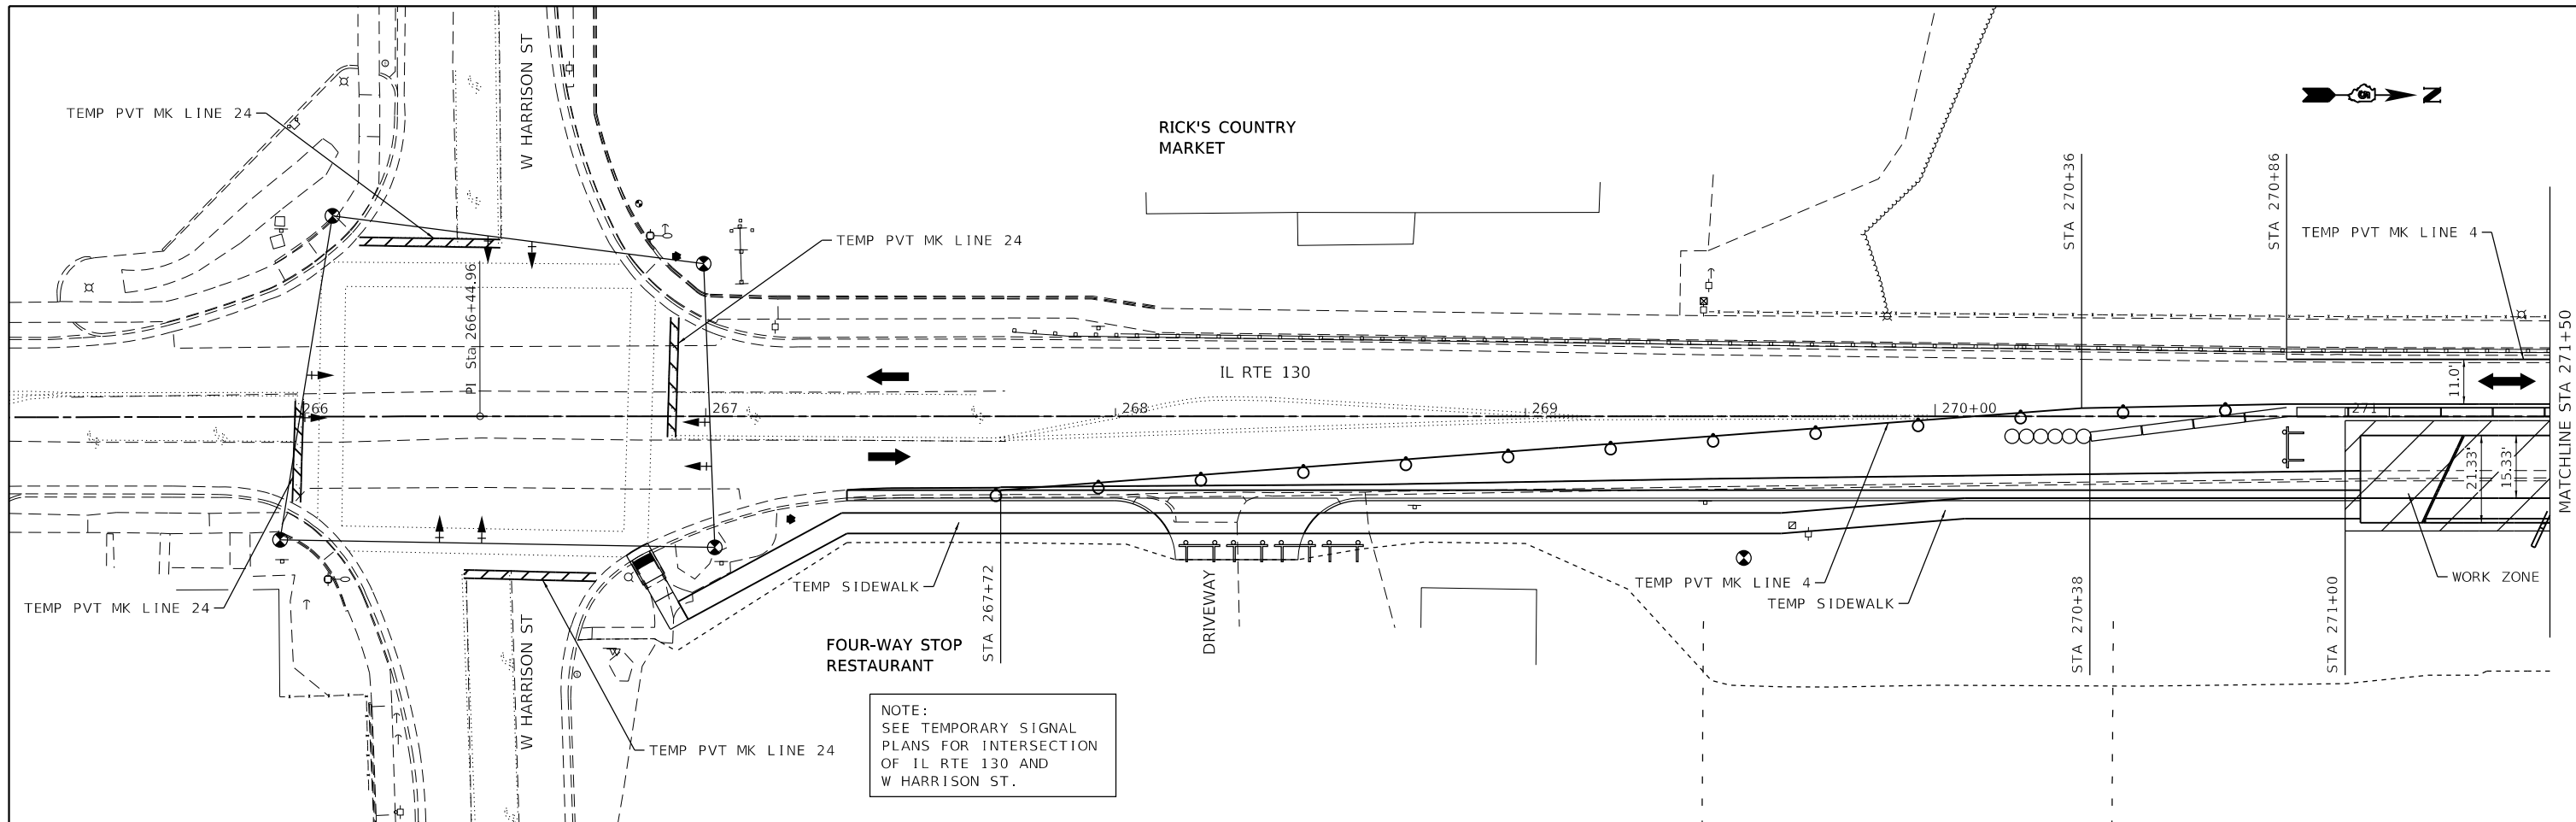 TEMP PVT MK LINE 24
W HARRISON ST
RICK'S COUNTRY
MARKET
N
STA 270+36
STA 270+86
TEMP PVT MK LINE 4
TEMP PVT MK LINE 24
PI Sta 266+44.96
IL RTE 130
11.0'
MATCHLINE STA 271+50
266
267
268
269
270+00
271
21.33'
15.33'
TEMP PVT MK LINE 24
TEMP SIDEWALK
STA 267+72
DRIVEWAY
TEMP PVT MK LINE 4
TEMP SIDEWALK
STA 270+38
STA 271+00
WORK ZONE
W HARRISON ST
FOUR-WAY STOP
RESTAURANT
TEMP PVT MK LINE 24
NOTE:
SEE TEMPORARY SIGNAL
PLANS FOR INTERSECTION
OF IL RTE 130 AND
W HARRISON ST.